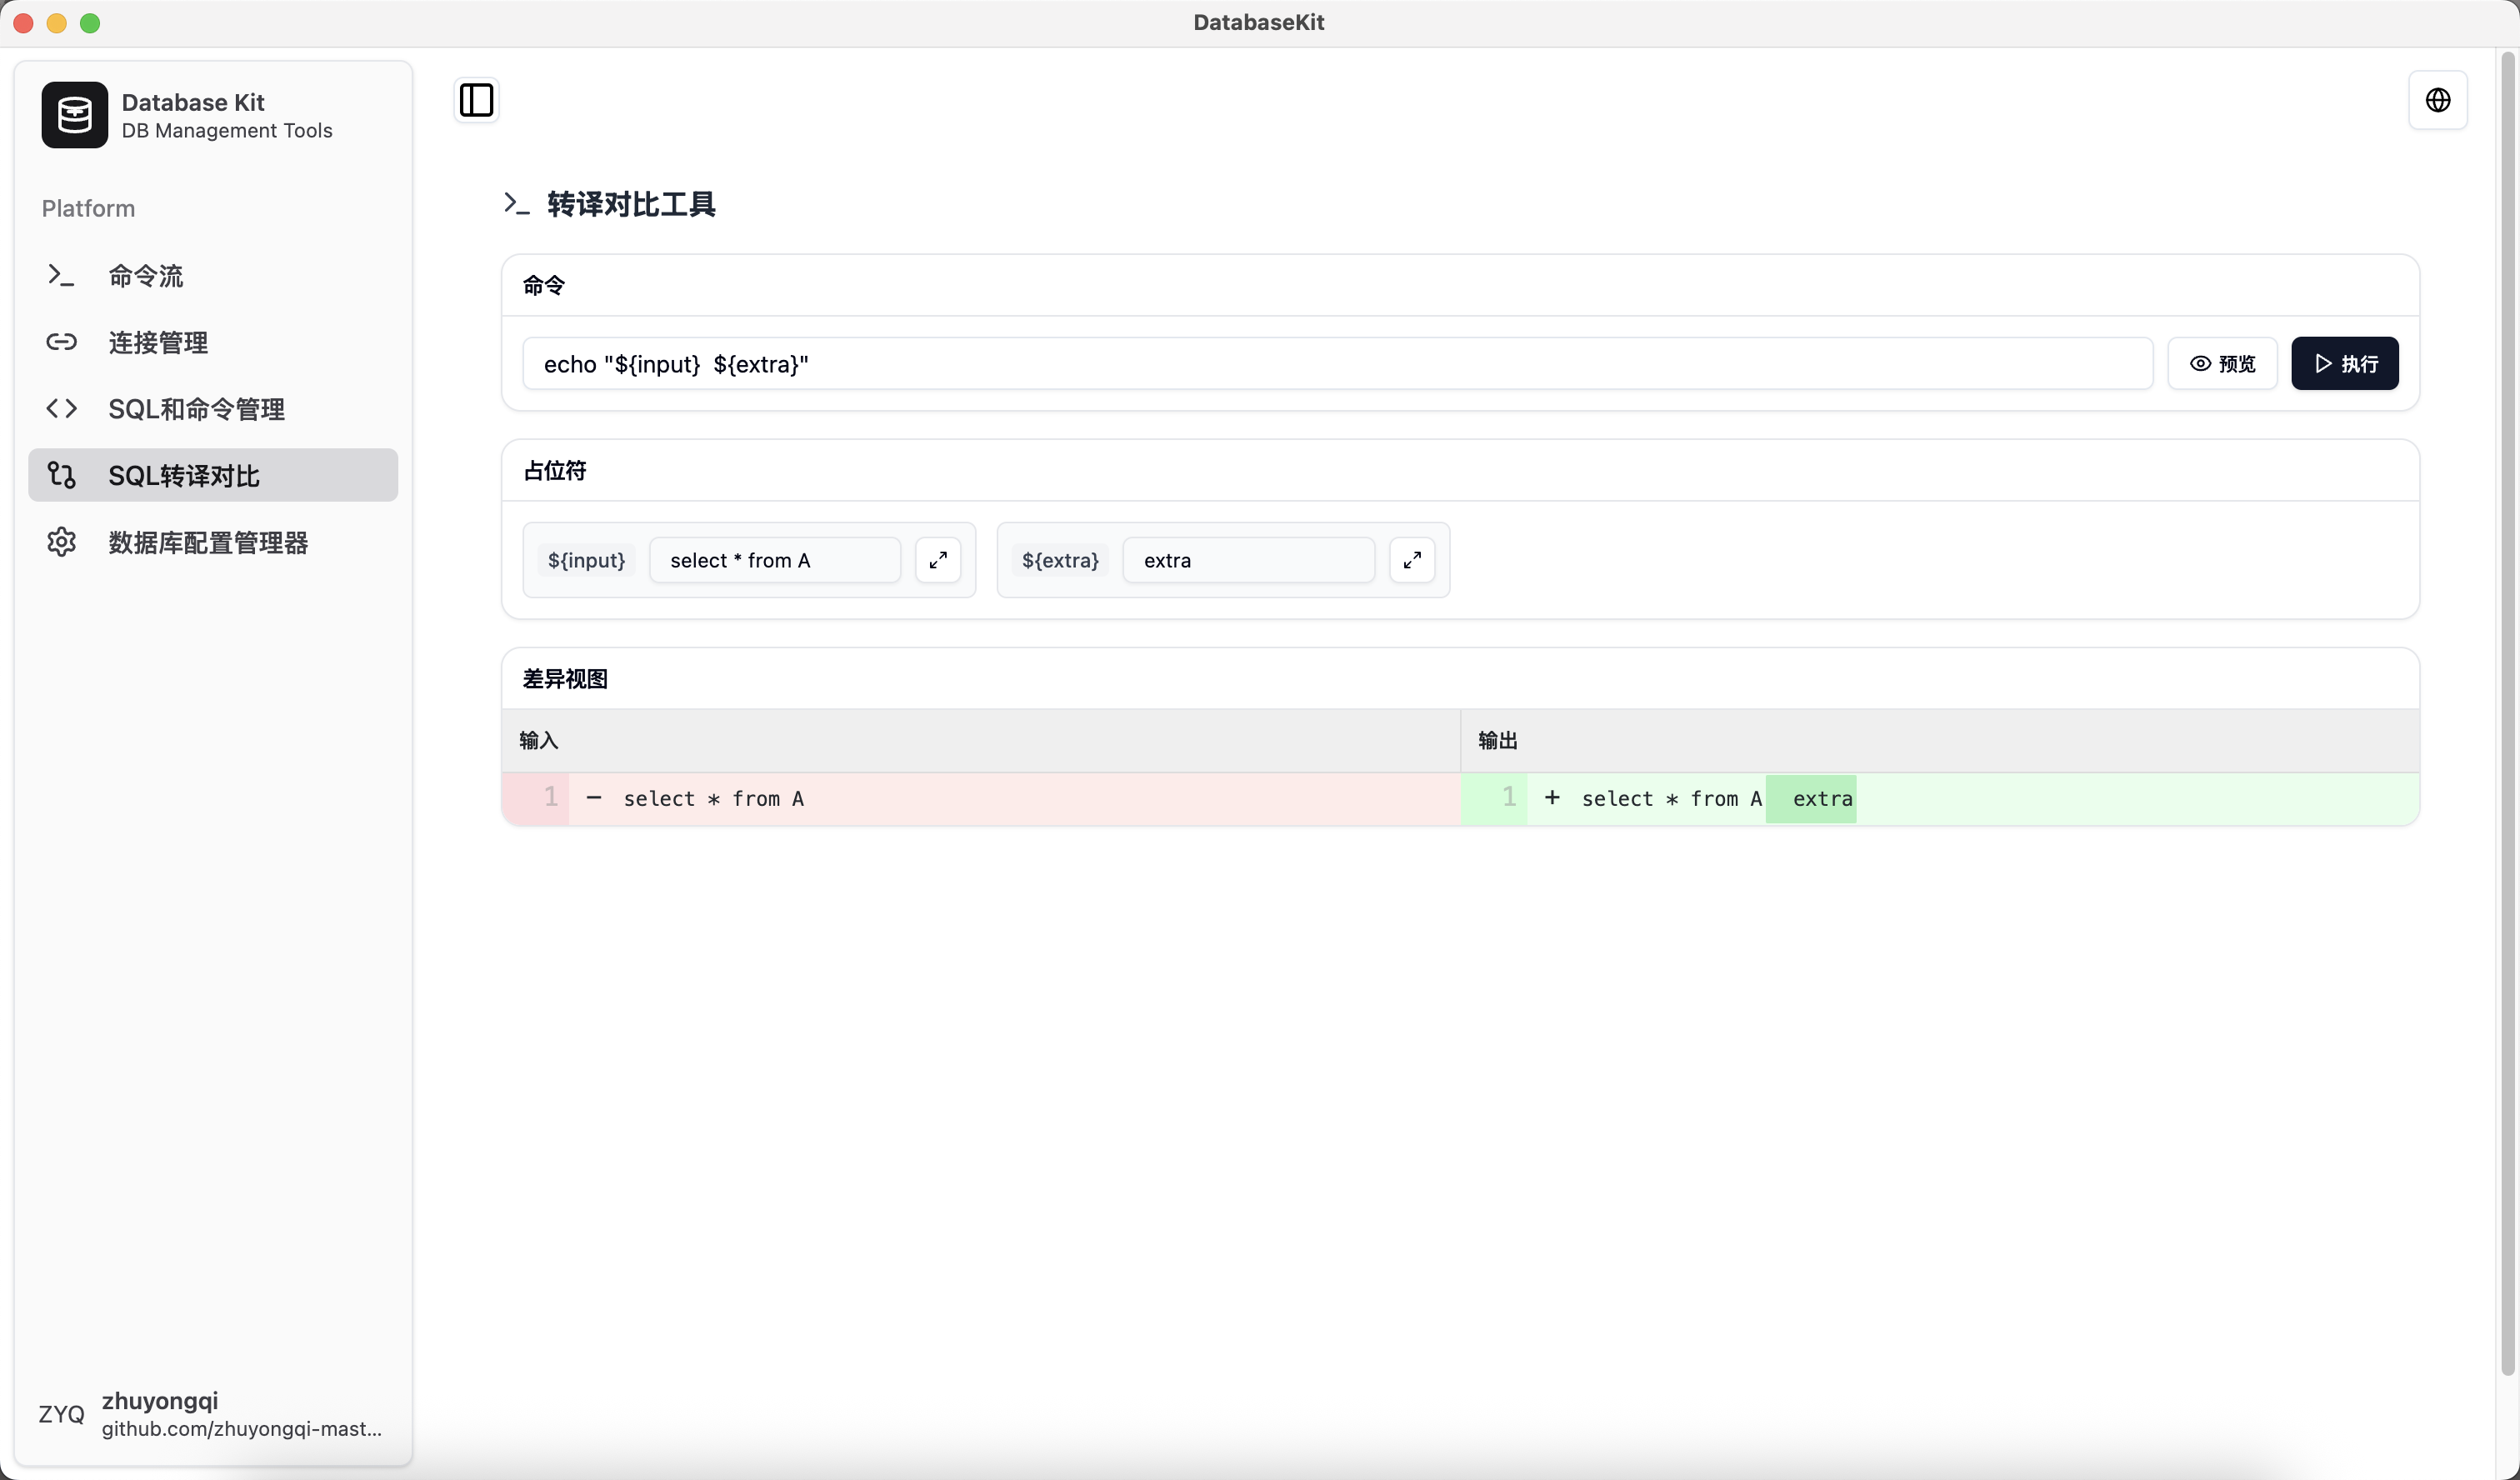 DatabaseKit
Database Kit
DB Management Tools
Platform
命令流
连接管理
SQL和命令管理
SQL转译对比
数据库配置管理器
zhuyongqi
ZYQ
github.com/zhuyongqi-mast...
>_ 转译对比工具
命令
echo "${input}  ${extra}"
预览
执行
占位符
${input}
select * from A
${extra}
extra
差异视图
输入
输出
1 − select * from A
1 + select * from A  extra